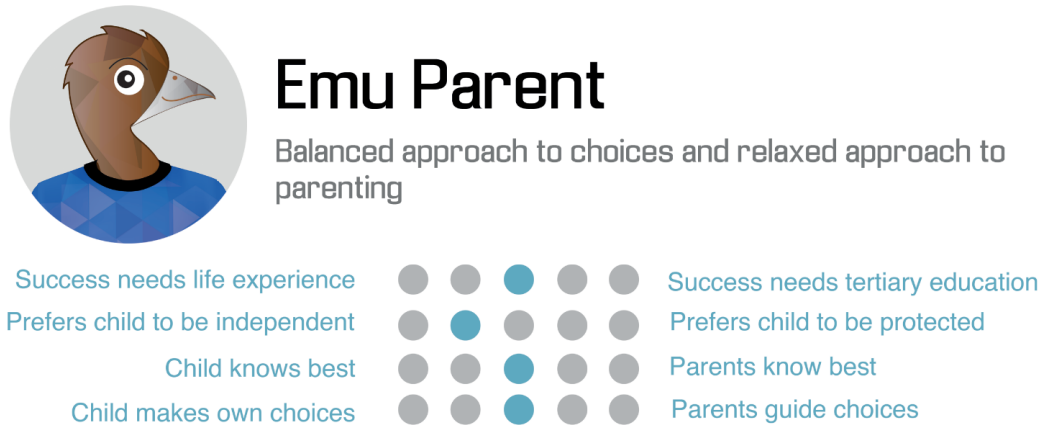 Emu Parent
Balanced approach to choices and relaxed approach to
parenting
Success needs life experience
Success needs tertiary education
Prefers child to be independent
Prefers child to be protected
Child knows best
Parents know best
Child makes own choices
Parents guide choices